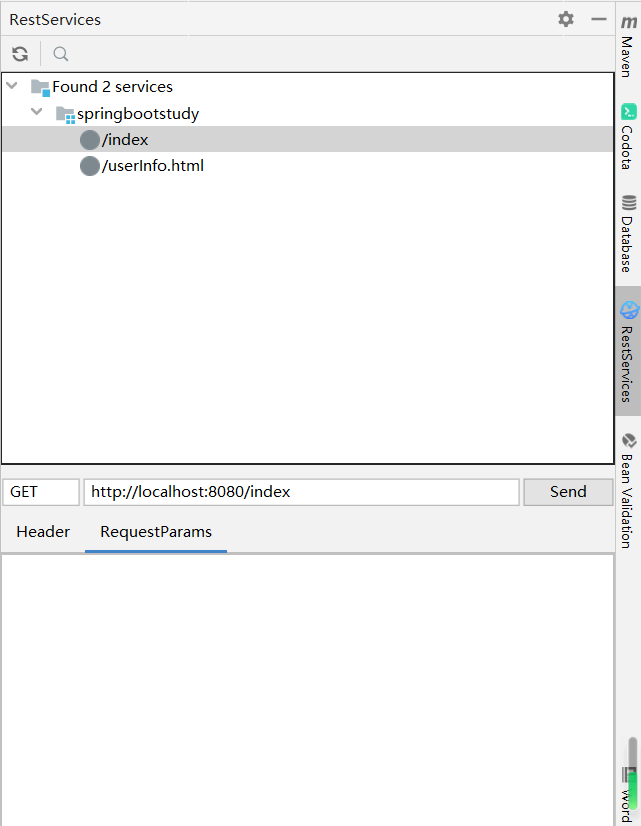 RestServices
Found 2 services
springbootstudy
/index
/userInfo.html
GET
http://localhost:8080/index
Send
Header
RequestParams
m
Maven
Codota
Database
RestServices
Bean Validation
Word